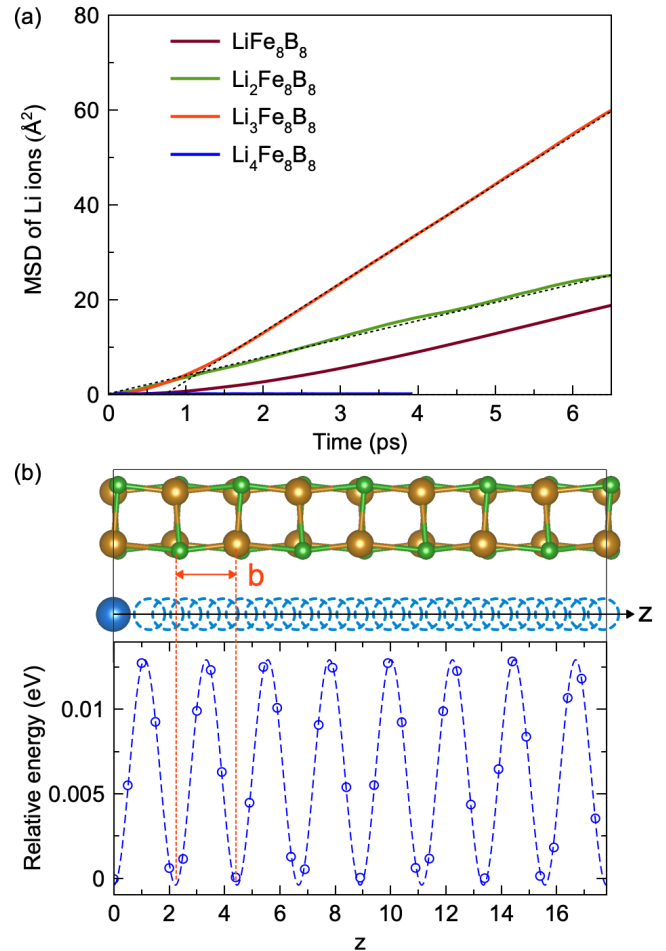 (a)
80
60
40
20
0
MSD of Li ions (Å²)
LiFe₈B₈
Li₂Fe₈B₈
Li₃Fe₈B₈
Li₄Fe₈B₈
0 1 2 3 4 5 6
Time (ps)
(b)
b
z
0.01
0.005
0
Relative energy (eV)
0 2 4 6 8 10 12 14 16
z